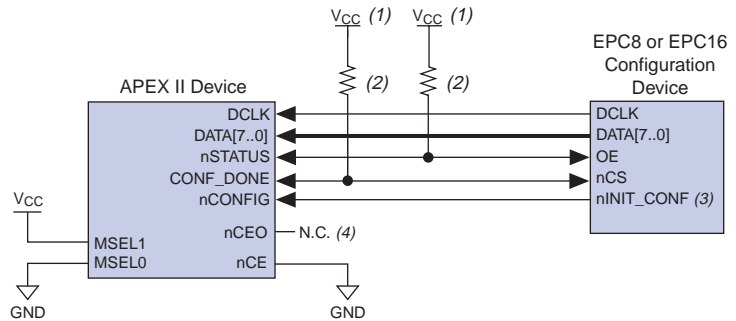 VCC (1) VCC (1)
(2) (2)
EPC8 or EPC16
Configuration
Device
APEX II Device
DCLK
DATA[7..0]
nSTATUS
CONF_DONE
nCONFIG
nCEO
nCE
N.C. (4)
DCLK
DATA[7..0]
OE
nCS
nINIT_CONF (3)
VCC
MSEL1
MSEL0
GND
GND